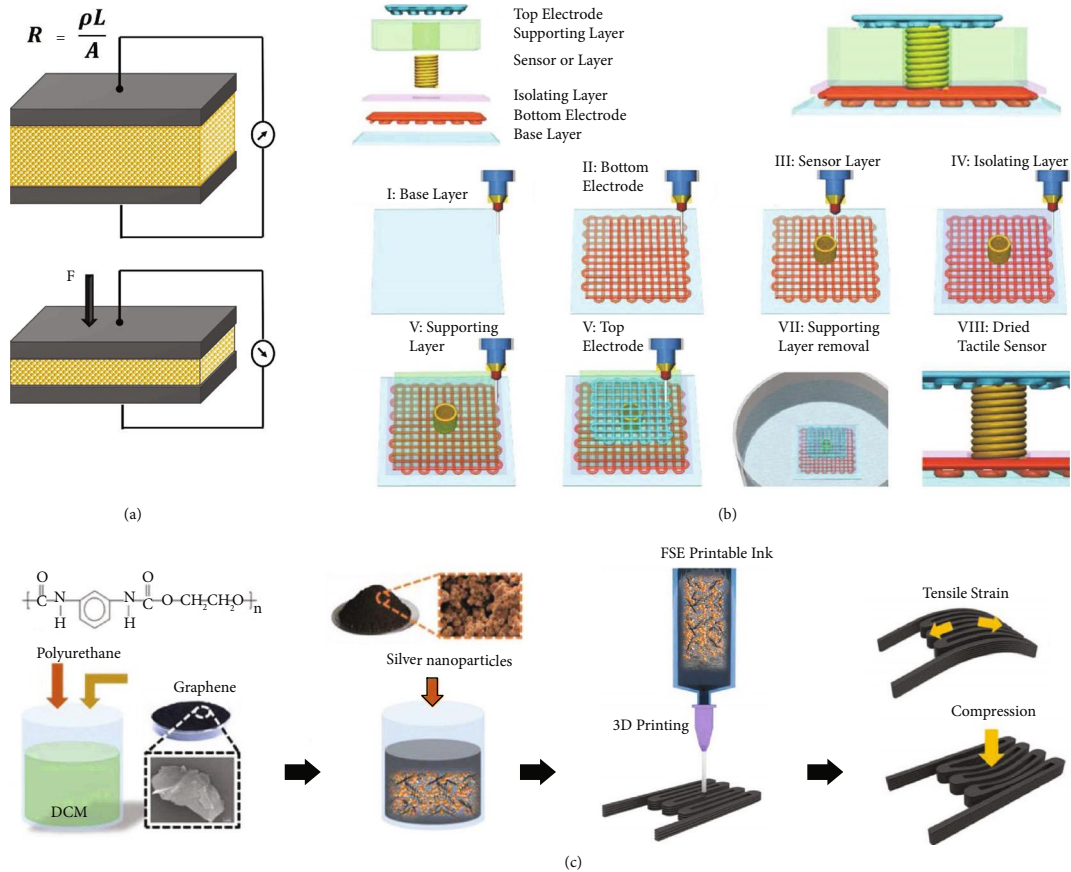 R = ρL
A
F
(a)
Top Electrode
Supporting Layer
Sensor or Layer
Isolating Layer
Bottom Electrode
Base Layer
I: Base Layer
II: Bottom
Electrode
III: Sensor Layer
IV: Isolating Layer
V: Supporting
Layer
V: Top
Electrode
VII: Supporting
Layer removal
VIII: Dried
Tactile Sensor
(b)
O
C N
H
N C O CH₂CH₂O n
H
O
Polyurethane
Graphene
DCM
Silver nanoparticles
FSE Printable Ink
3D Printing
Tensile Strain
Compression
(c)